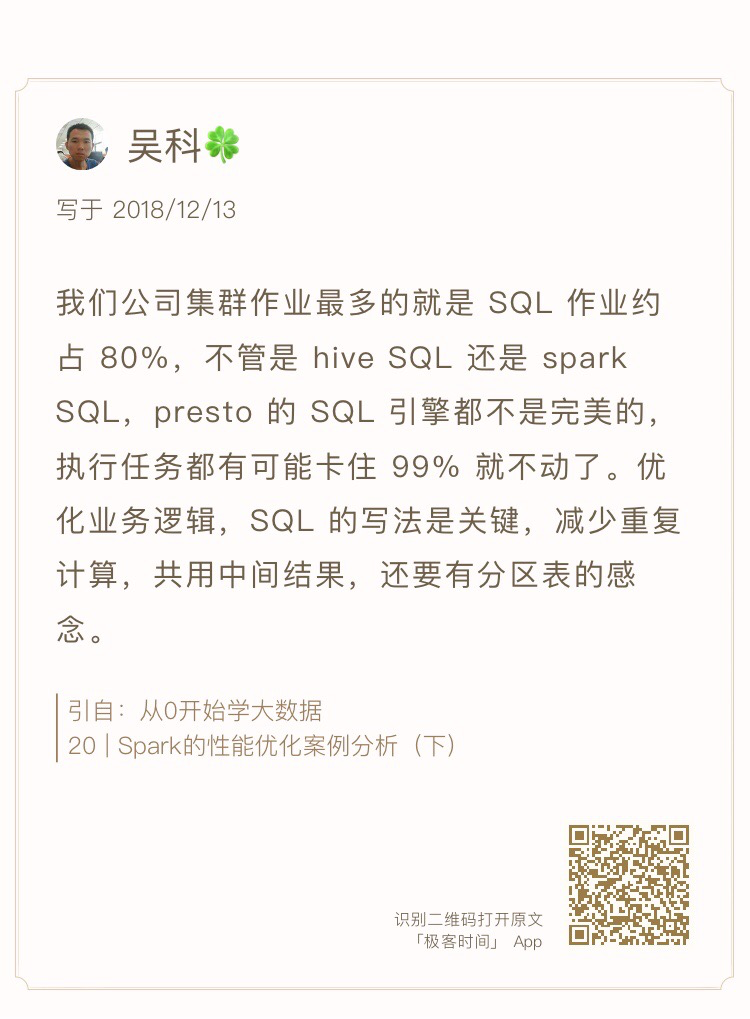 吴科🍀
写于 2018/12/13
我们公司集群作业最多的就是 SQL 作业约
占 80%，不管是 hive SQL 还是 spark
SQL，presto 的 SQL 引擎都不是完美的，
执行任务都有可能卡住 99% 就不动了。优
化业务逻辑，SQL 的写法是关键，减少重复
计算，共用中间结果，还要有分区表的感
念。
引自：从0开始学大数据
20 | Spark的性能优化案例分析（下）
识别二维码打开原文
「极客时间」 App